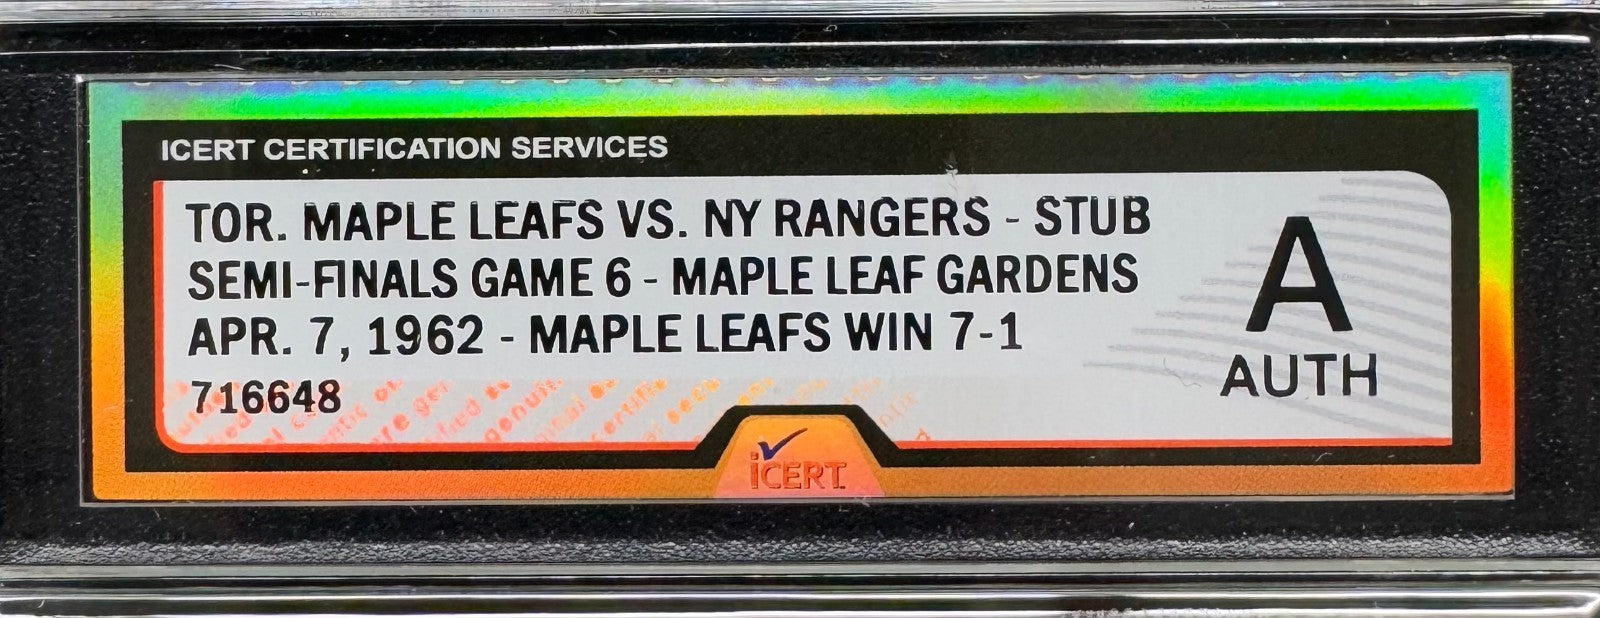 ICERT CERTIFICATION SERVICES
TOR. MAPLE LEAFS VS. NY RANGERS - STUB
SEMI-FINALS GAME 6 - MAPLE LEAF GARDENS
APR. 7, 1962 - MAPLE LEAFS WIN 7-1
716648
A
AUTH
iCERT